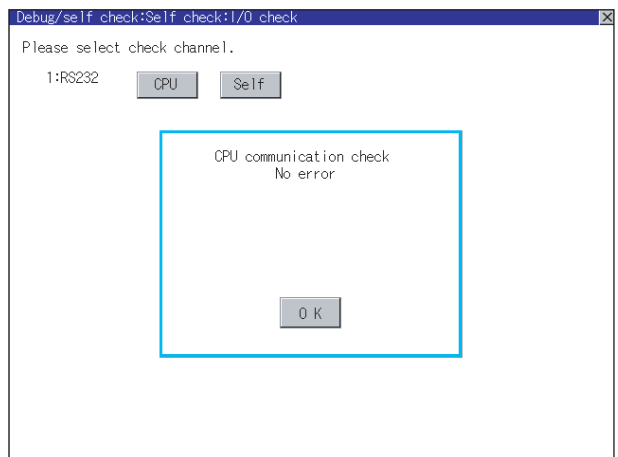 Debug/self check:Self check:I/O check
Please select check channel.
1:RS232 CPU Self
CPU communication check
No error
O K